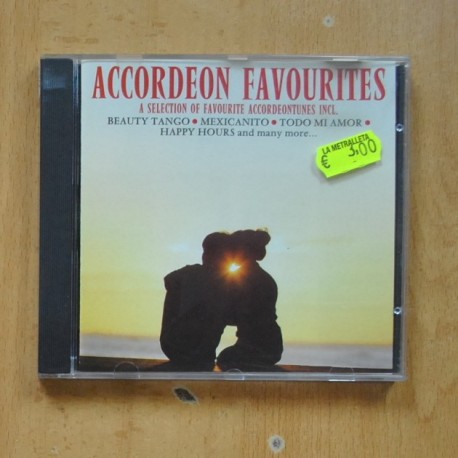 ACCORDEON FAVOURITES
A SELECTION OF FAVOURITE ACCORDEONTUNES INCL.
BEAUTY TANGO • MEXICANITO • TODO MI AMOR •
HAPPY HOURS and many more...
LA METRALLETA
€ 3,00